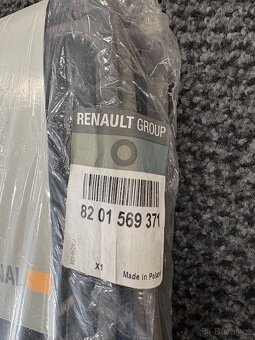 RENAULT GROUP
82 01 569 371
X1
Made in Poland